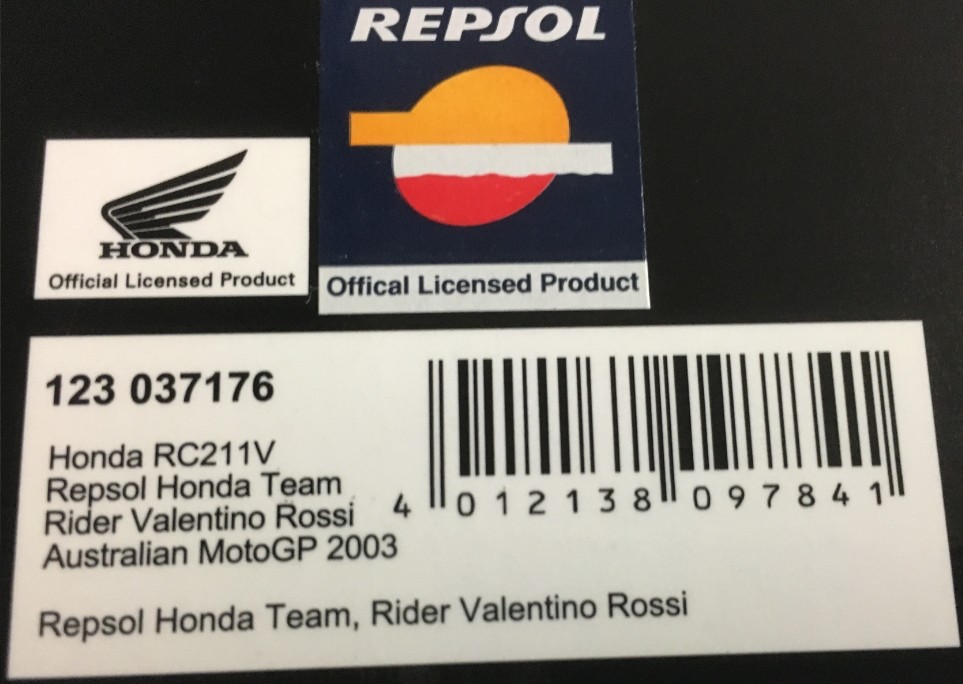 REPSOL
HONDA
Official Licensed Product
Offical Licensed Product
123 037176
Honda RC211V
Repsol Honda Team
Rider Valentino Rossi
Australian MotoGP 2003
4 012138 097841
Repsol Honda Team, Rider Valentino Rossi